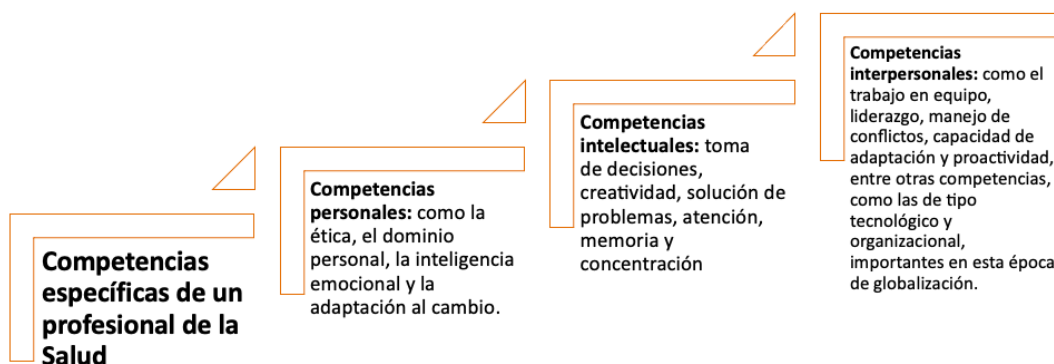 Competencias
específicas de un
profesional de la
Salud
Competencias
personales: como la
ética, el dominio
personal, la inteligencia
emocional y la
adaptación al cambio.
Competencias
intelectuales: toma
de decisiones,
creatividad, solución de
problemas, atención,
memoria y
concentración
Competencias
interpersonales: como el
trabajo en equipo,
liderazgo, manejo de
conflictos, capacidad de
adaptación y proactividad,
entre otras competencias,
como las de tipo
tecnológico y
organizacional,
importantes en esta época
de globalización.